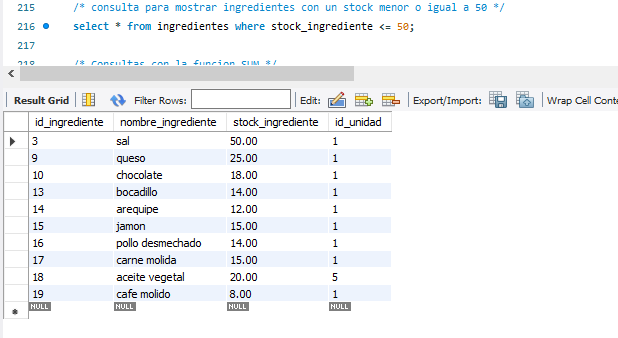 215 /* consulta para mostrar ingredientes con un stock menor o igual a 50 */
216 select * from ingredientes where stock_ingrediente <= 50;
217
218 /* Consultas con la funcion SUM */
Result Grid Filter Rows: Edit: Export/Import: Wrap Cell Conte
id_ingrediente nombre_ingrediente stock_ingrediente id_unidad
3 sal 50.00 1
9 queso 25.00 1
10 chocolate 18.00 1
13 bocadillo 14.00 1
14 arequipe 12.00 1
15 jamon 15.00 1
16 pollo desmechado 14.00 1
17 carne molida 15.00 1
18 aceite vegetal 20.00 5
19 cafe molido 8.00 1
NULL NULL NULL NULL